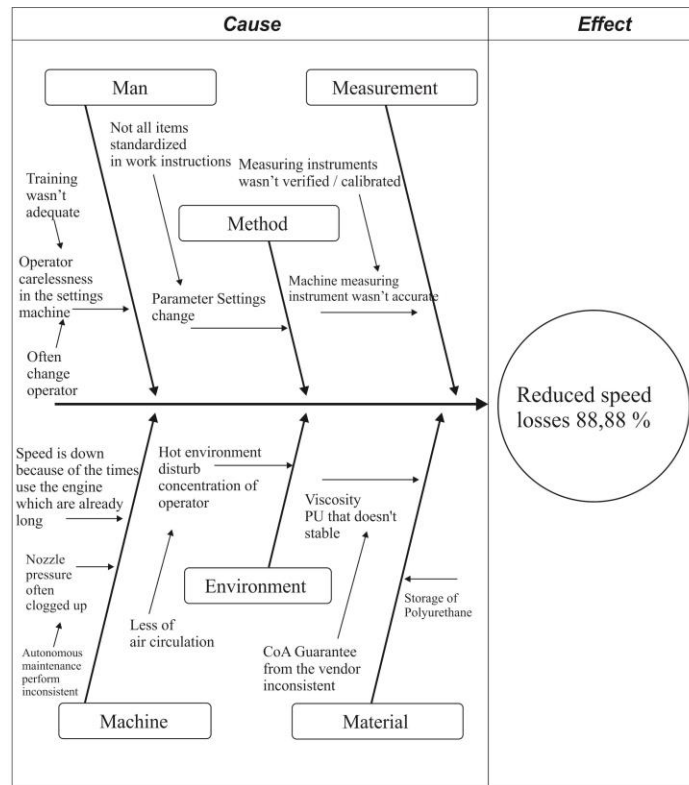 Cause
Effect
Man
Measurement
Not all items
standardized
in work instructions
Measuring instruments
wasn't verified / calibrated
Training
wasn't
adequate
Method
Operator
carelessness
in the settings
machine
Parameter Settings
change
Machine measuring
instrument wasn't accurate
Often
change
operator
Reduced speed
losses 88,88 %
Speed is down
because of the times
use the engine
which are already
long
Hot environment
disturb
concentration of
operator
Viscosity
PU that doesn't
stable
Nozzle
pressure
often
clogged up
Environment
Storage of
Polyurethane
Less of
air circulation
Autonomous
maintenance
perform
inconsistent
CoA Guarantee
from the vendor
inconsistent
Machine
Material